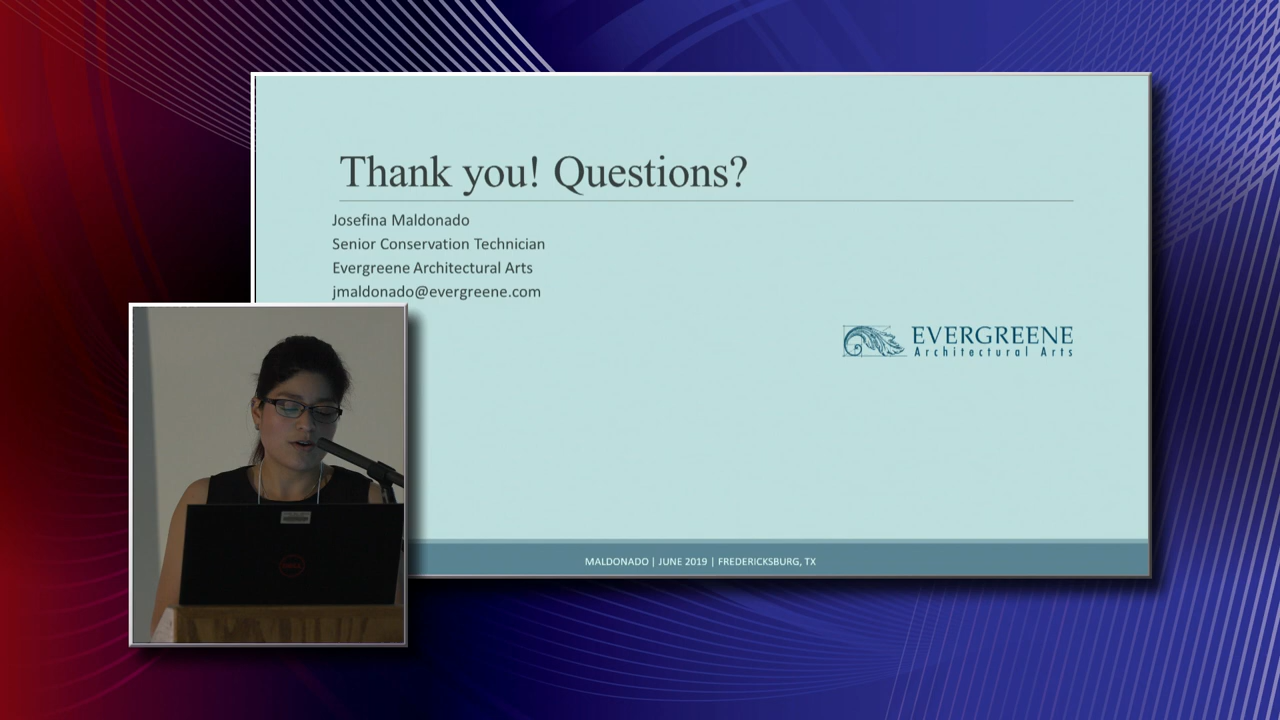 Thank you! Questions?
Josefina Maldonado
Senior Conservation Technician
Evergreene Architectural Arts
jmaldonado@evergreene.com
EVERGREENE
Architectural Arts
DELL
MALDONADO | JUNE 2019 | FREDERICKSBURG, TX